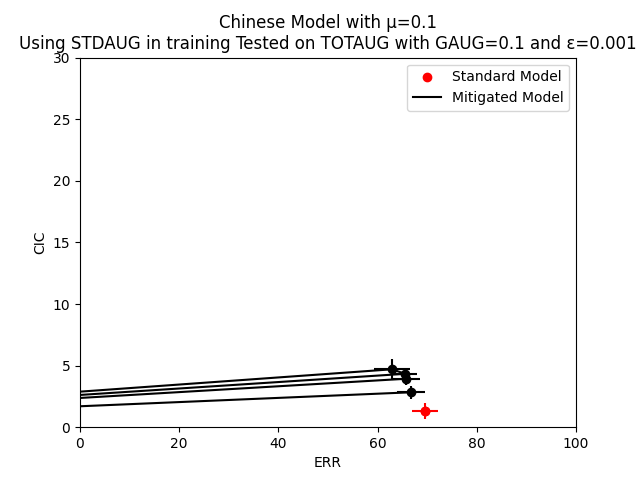 Chinese Model with μ=0.1
Using STDAUG in training Tested on TOTAUG with GAUG=0.1 and ε=0.001
Standard Model
Mitigated Model
30
25
20
15
10
5
0
CIC
0 20 40 60 80 100
ERR